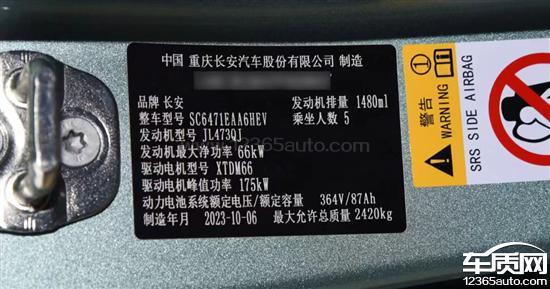 中国 重庆长安汽车股份有限公司 制造
品牌 长安 发动机排量 1480ml
整车型号 SC6471EAA6HEV 乘坐人数 5
发动机型号 JL473QJ
发动机最大净功率 66kW
驱动电机型号 XTDM66
驱动电机峰值功率 175kW
动力电池系统额定电压/额定容量 364V/87Ah
制造年月 2023-10-06 最大允许总质量 2420kg
警告
WARNING
SRS SIDE AIRBAG
www.12365auto.com
车质网
12365auto.com